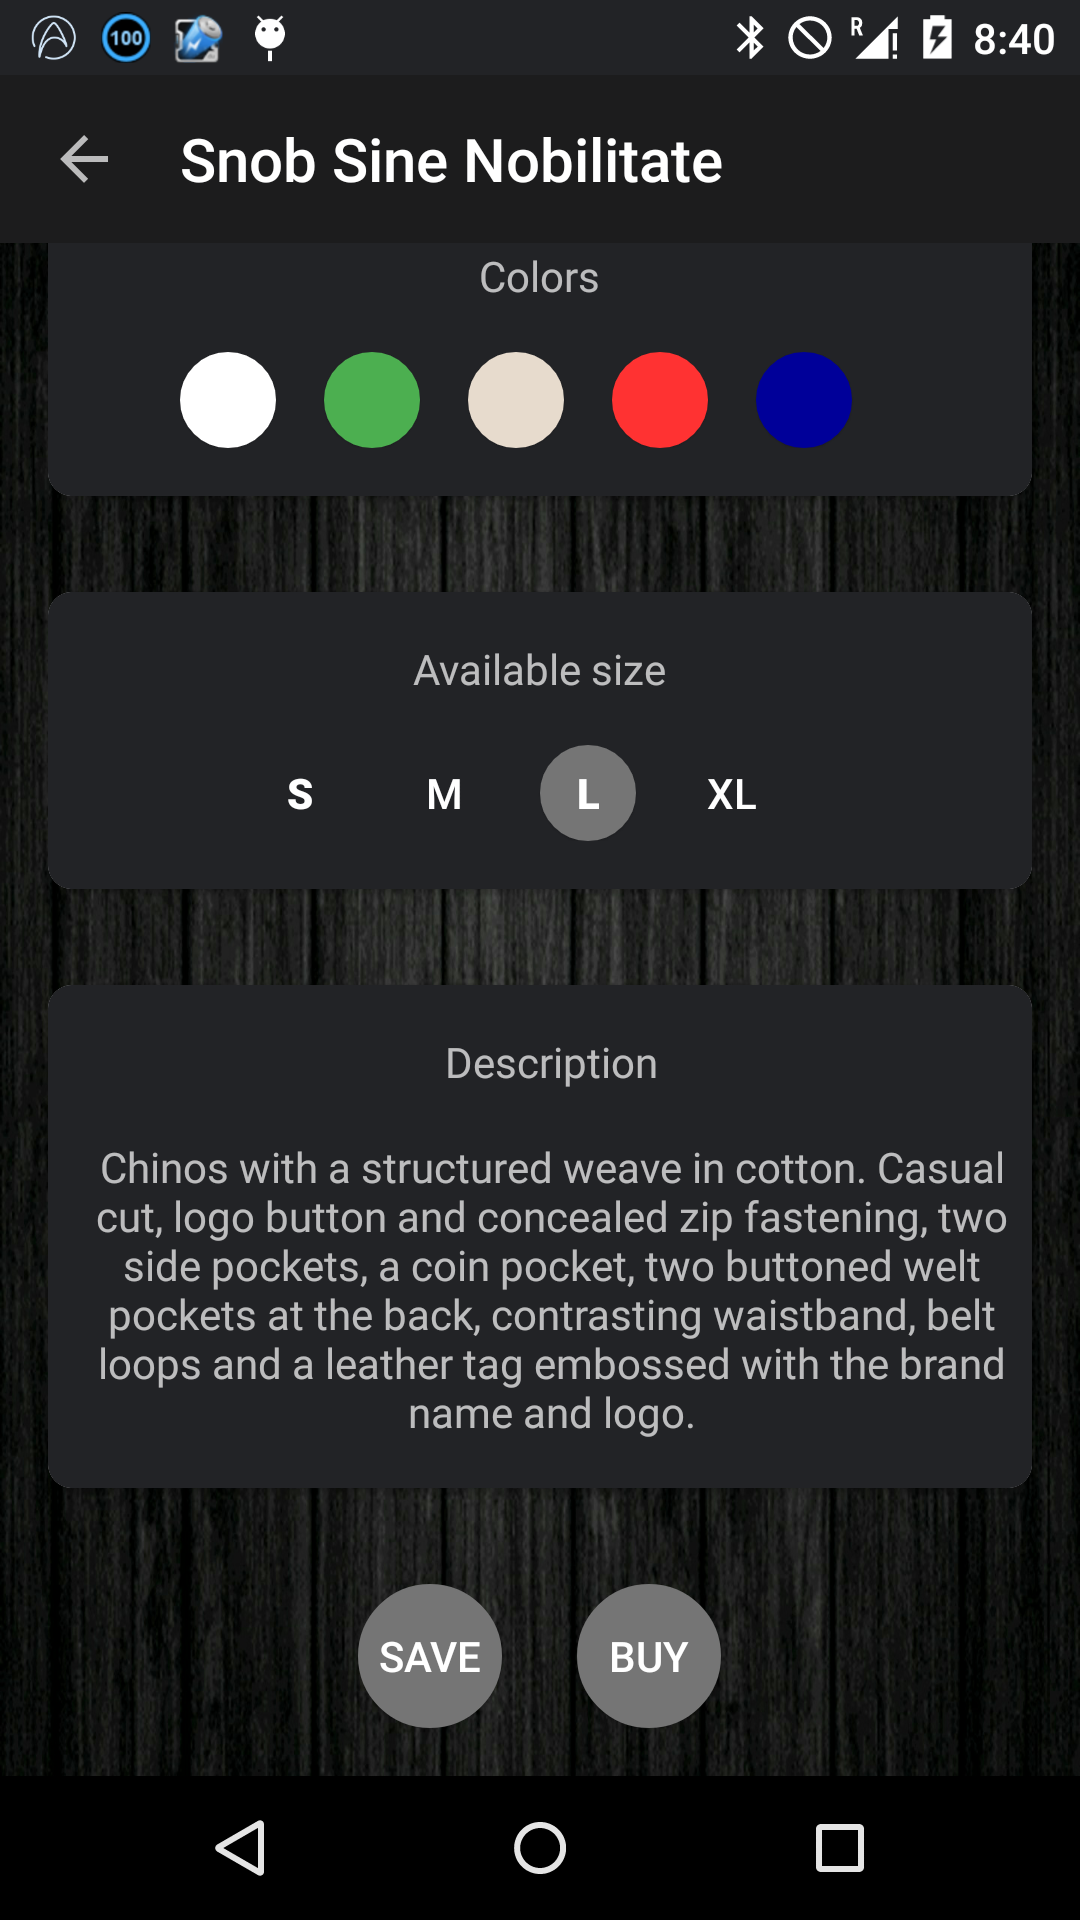 100
R
8:40
Snob Sine Nobilitate
Colors
Available size
S M L XL
Description
Chinos with a structured weave in cotton. Casual
cut, logo button and concealed zip fastening, two
side pockets, a coin pocket, two buttoned welt
pockets at the back, contrasting waistband, belt
loops and a leather tag embossed with the brand
name and logo.
SAVE BUY